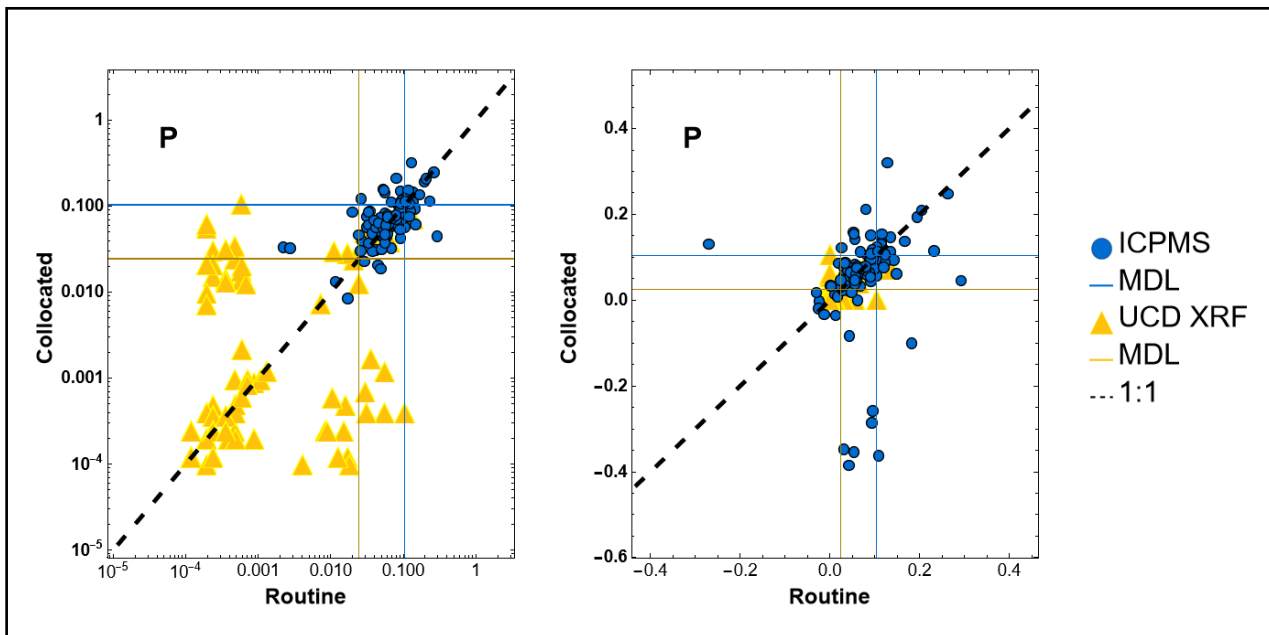 P
1
0.100
0.010
0.001
10⁻⁴
10⁻⁵
10⁻⁵ 10⁻⁴ 0.001 0.010 0.100 1
Collocated
Routine
P
0.4
0.2
0.0
−0.2
−0.4
−0.6
−0.4 −0.2 0.0 0.2 0.4
Collocated
Routine
ICPMS
MDL
UCD XRF
MDL
1:1